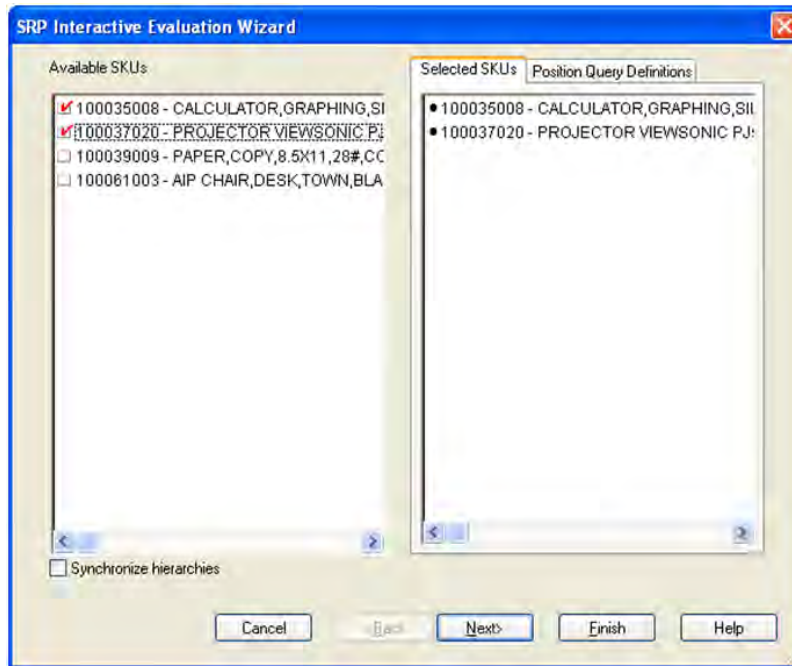 SRP Interactive Evaluation Wizard
Available SKUs
100035008 - CALCULATOR,GRAPHING,SI
100037020 - PROJECTOR VIEWSONIC PJ
100039009 - PAPER,COPY,8.5X11,28#,CO
100061003 - AIP CHAIR,DESK,TOWN,BLA
Synchronize hierarchies
Selected SKUs Position Query Definitions
100035008 - CALCULATOR,GRAPHING,SIL
100037020 - PROJECTOR VIEWSONIC PJ
Cancel Back Next> Finish Help